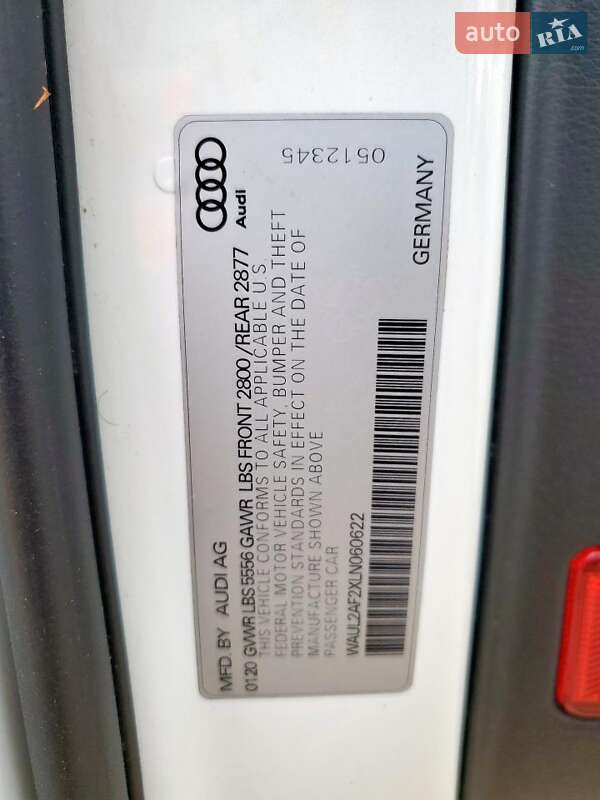 auto RIA.com
0512345
Audi
GERMANY
MFD. BY AUDI AG
01.20 GVWR LBS 5556 GAWR LBS FRONT 2800/REAR 2877
THIS VEHICLE CONFORMS TO ALL APPLICABLE U S.
FEDERAL MOTOR VEHICLE SAFETY, BUMPER AND THEFT
PREVENTION STANDARDS IN EFFECT ON THE DATE OF
MANUFACTURE SHOWN ABOVE
PASSENGER CAR
WAUL2AF2XLN060622